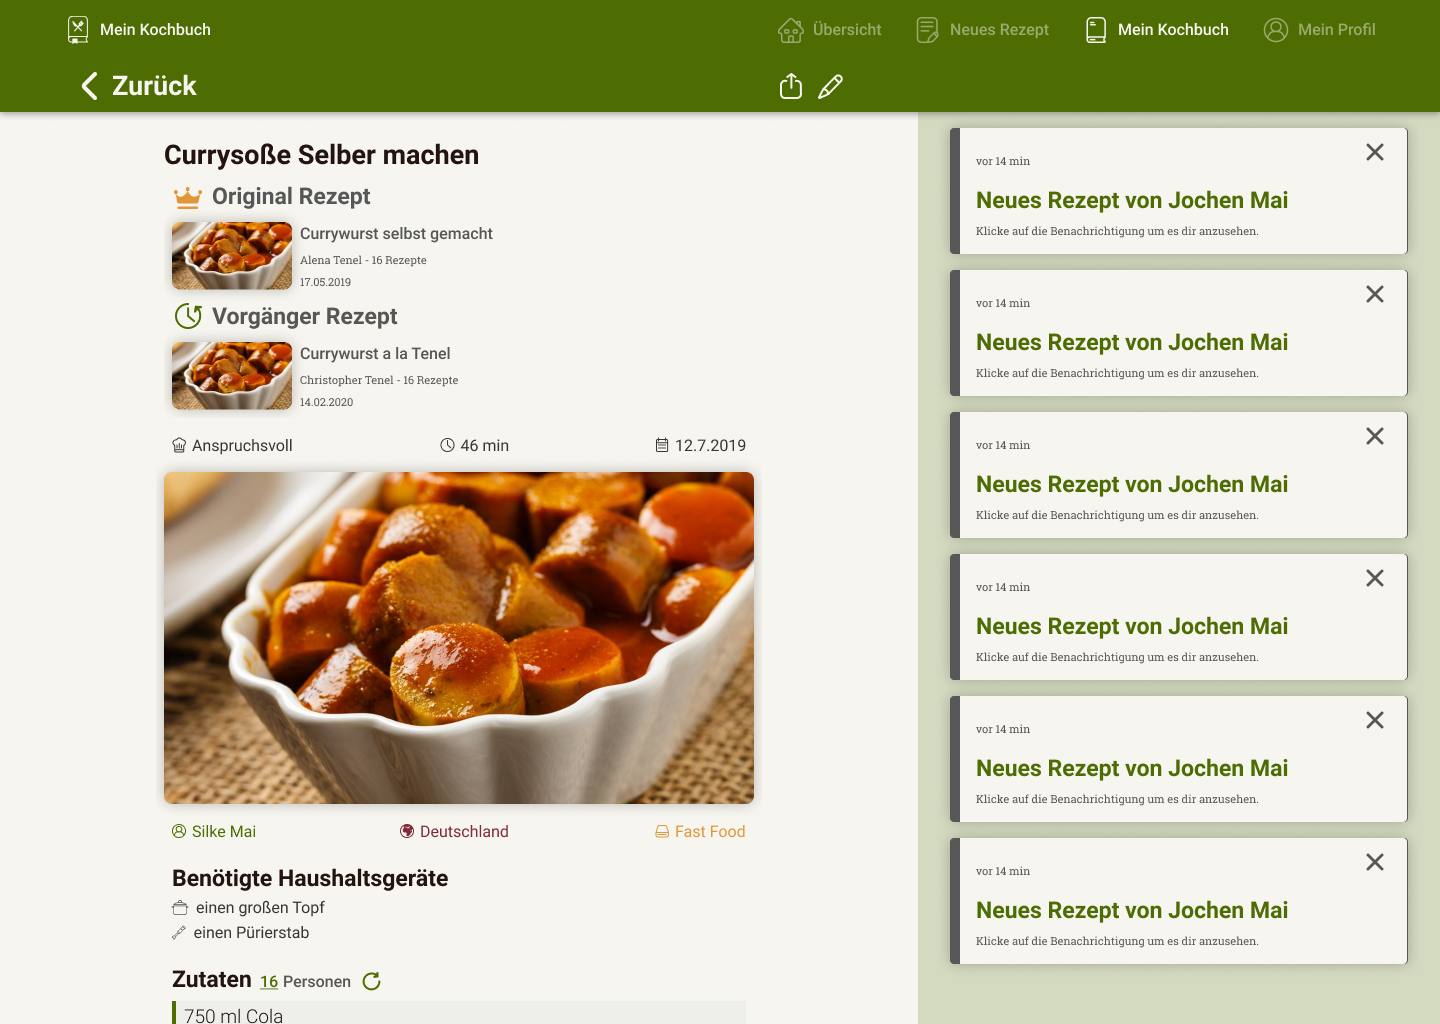 Mein Kochbuch
Übersicht
Neues Rezept
Mein Kochbuch
Mein Profil
Zurück
Currysoße Selber machen
Original Rezept
Currywurst selbst gemacht
Alena Tenel - 16 Rezepte
17.05.2019
Vorgänger Rezept
Currywurst a la Tenel
Christopher Tenel - 16 Rezepte
14.02.2020
Anspruchsvoll
46 min
12.7.2019
Silke Mai
Deutschland
Fast Food
Benötigte Haushaltsgeräte
einen großen Topf
einen Pürierstab
Zutaten 16 Personen
750 ml Cola
vor 14 min
Neues Rezept von Jochen Mai
Klicke auf die Benachrichtigung um es dir anzusehen.
vor 14 min
Neues Rezept von Jochen Mai
Klicke auf die Benachrichtigung um es dir anzusehen.
vor 14 min
Neues Rezept von Jochen Mai
Klicke auf die Benachrichtigung um es dir anzusehen.
vor 14 min
Neues Rezept von Jochen Mai
Klicke auf die Benachrichtigung um es dir anzusehen.
vor 14 min
Neues Rezept von Jochen Mai
Klicke auf die Benachrichtigung um es dir anzusehen.
vor 14 min
Neues Rezept von Jochen Mai
Klicke auf die Benachrichtigung um es dir anzusehen.